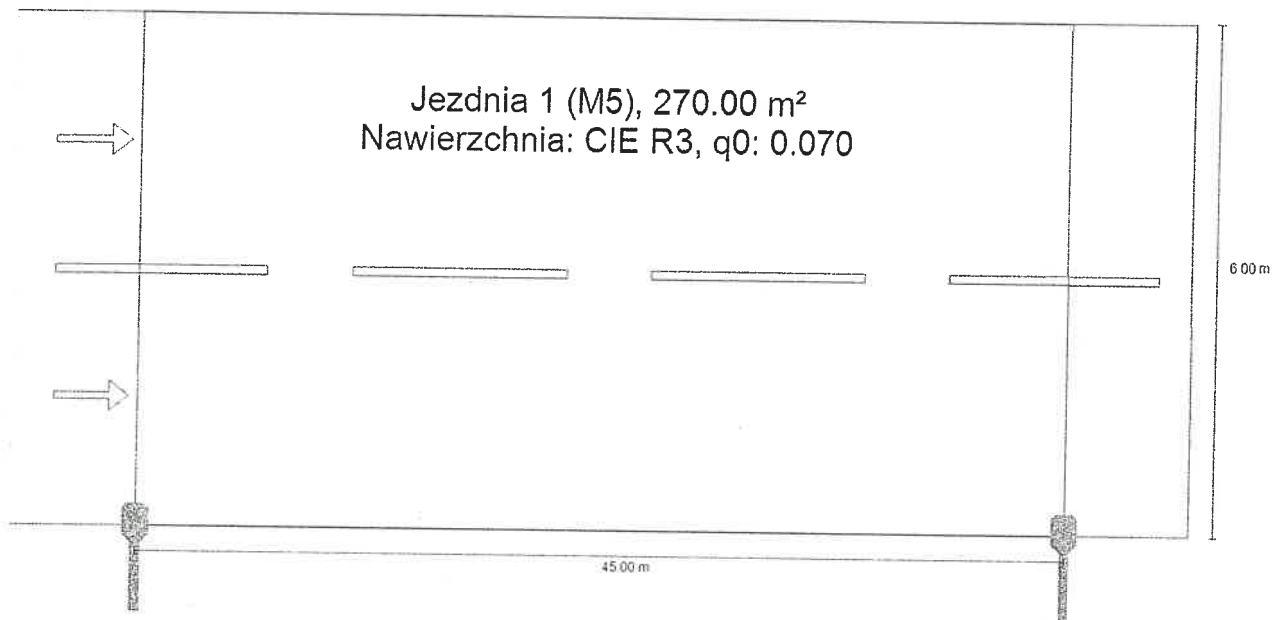 Jezdnia 1 (M5), 270.00 m²
Nawierzchnia: CIE R3, q0: 0.070
6.00 m
45.00 m